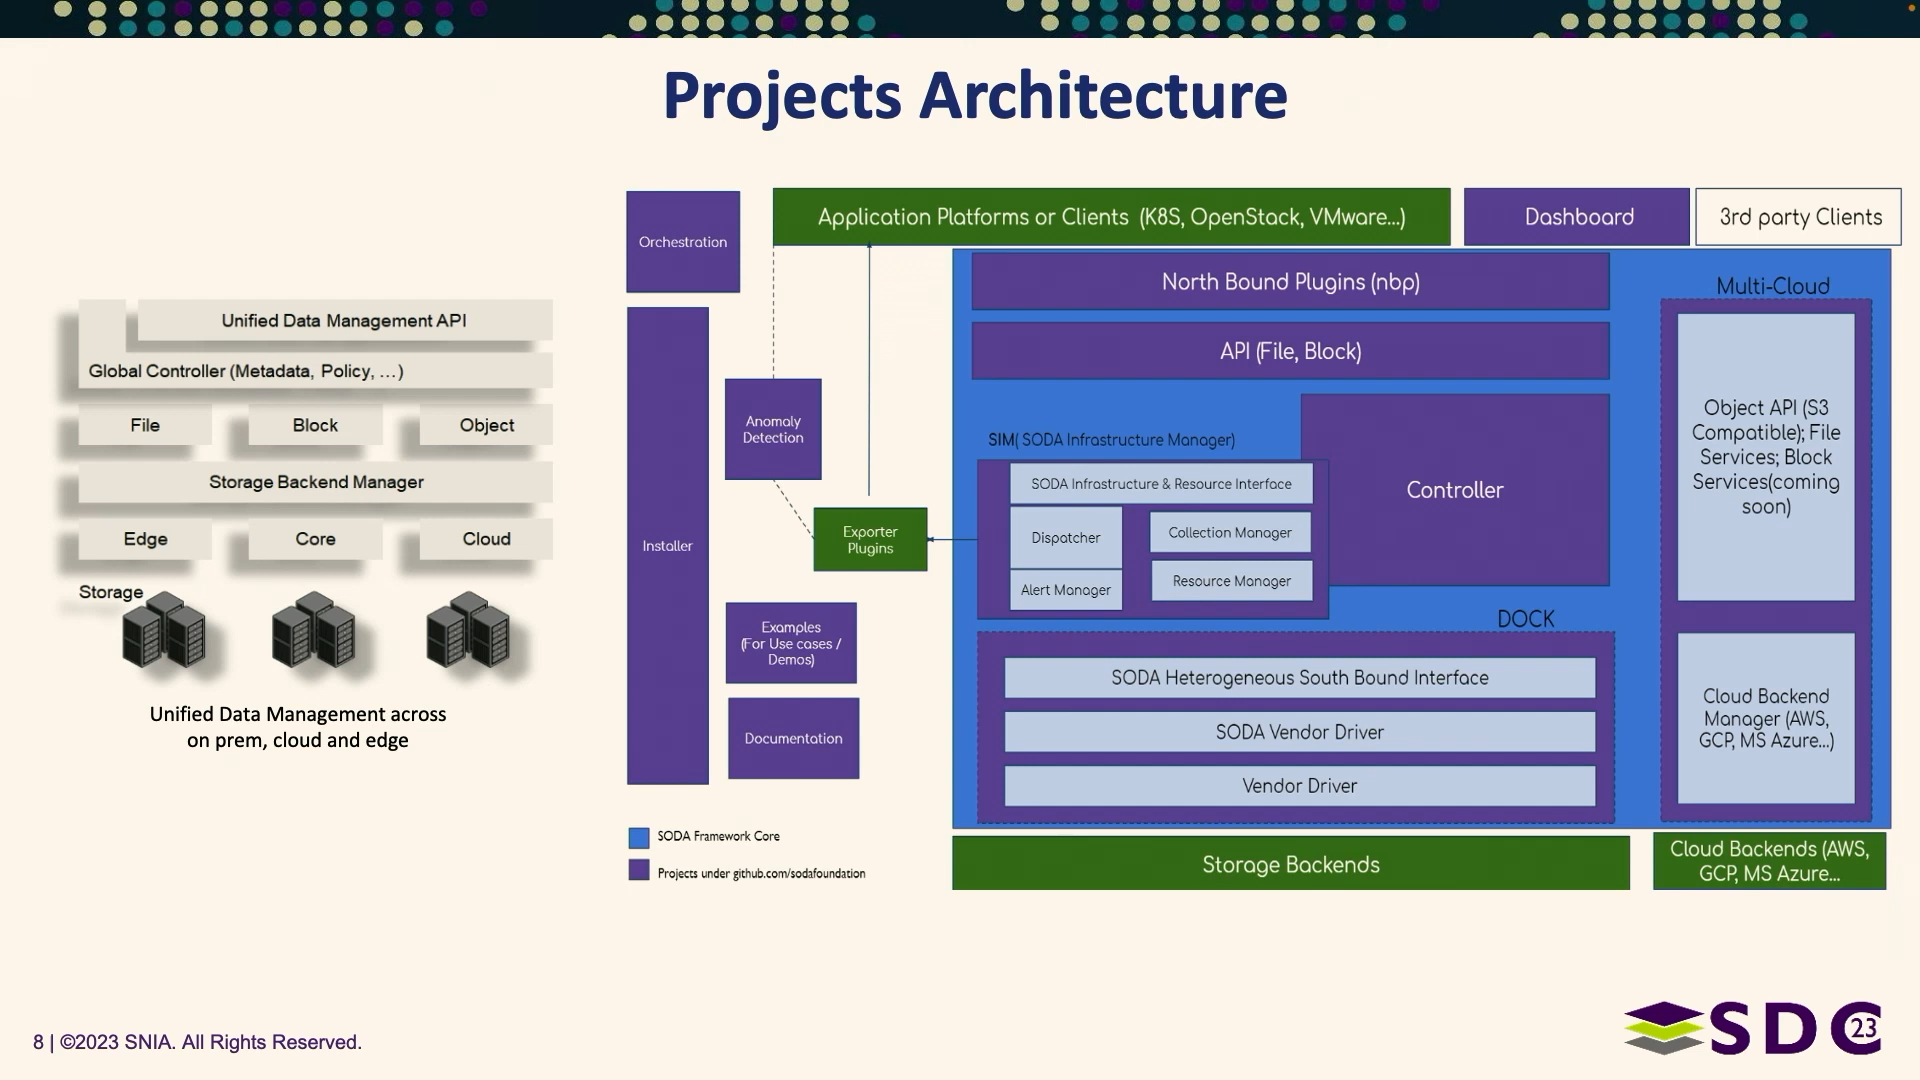 Projects Architecture
Unified Data Management API
Global Controller (Metadata, Policy, ...)
File
Block
Object
Storage Backend Manager
Edge
Core
Cloud
Storage
Unified Data Management across
on prem, cloud and edge
Orchestration
Installer
Anomaly
Detection
Exporter
Plugins
Examples
(For Use cases /
Demos)
Documentation
SODA Framework Core
Projects under github.com/sodafoundation
Application Platforms or Clients (K8S, OpenStack, VMware...)
Dashboard
3rd party Clients
North Bound Plugins (nbp)
API (File, Block)
SIM( SODA Infrastructure Manager)
SODA Infrastructure & Resource Interface
Dispatcher
Collection Manager
Alert Manager
Resource Manager
Controller
DOCK
SODA Heterogeneous South Bound Interface
SODA Vendor Driver
Vendor Driver
Multi-Cloud
Object API (S3
Compatible); File
Services; Block
Services(coming
soon)
Cloud Backend
Manager (AWS,
GCP, MS Azure...)
Storage Backends
Cloud Backends (AWS,
GCP, MS Azure...
8 | ©2023 SNIA. All Rights Reserved.
SDC 23